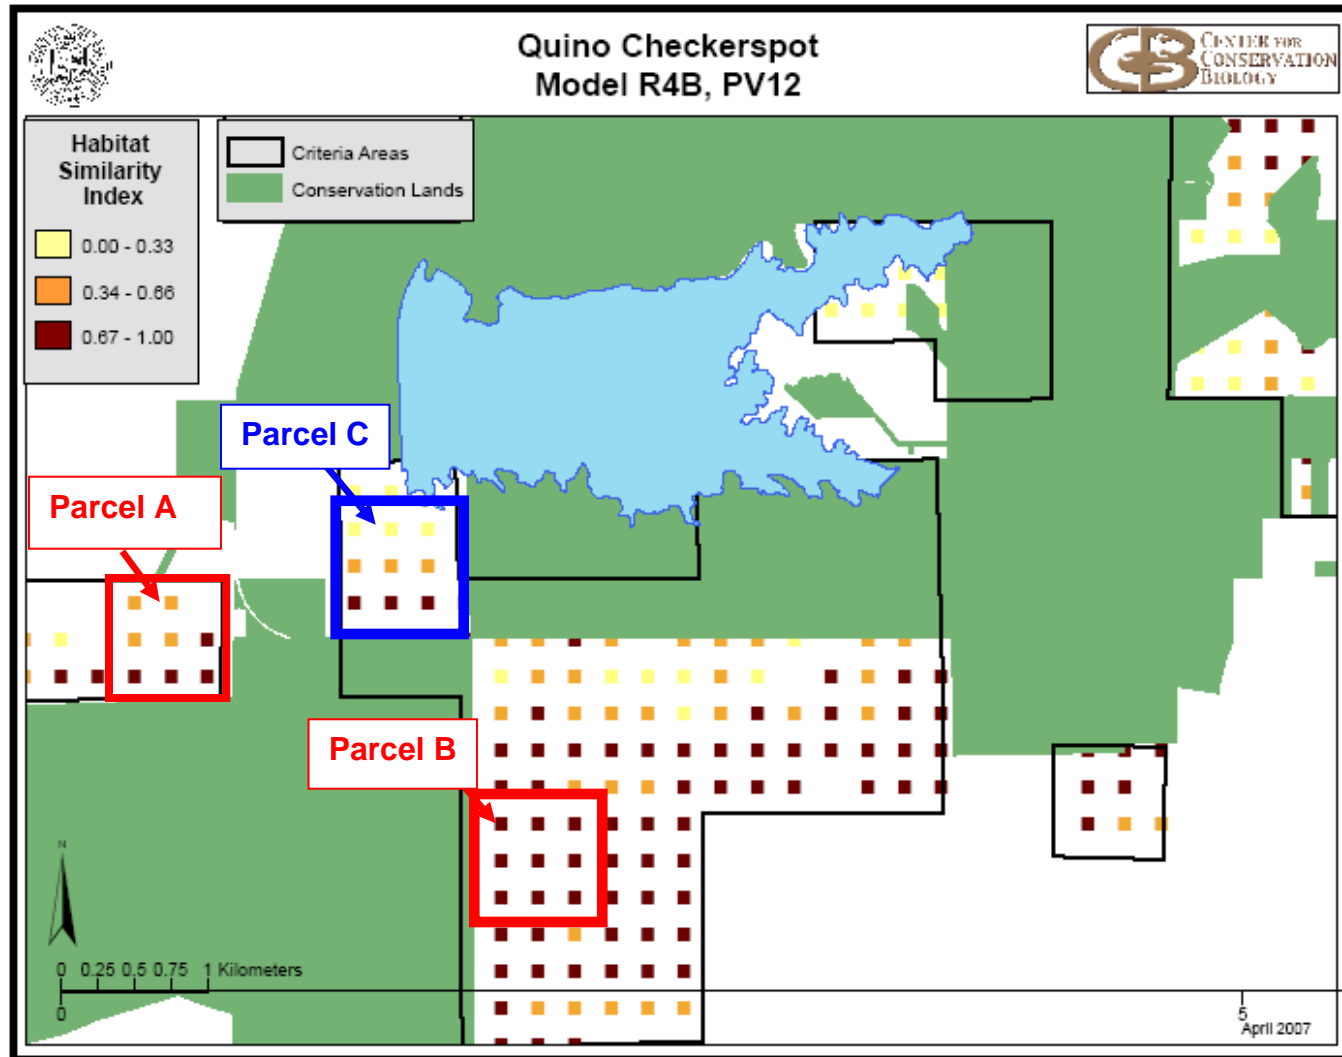 Quino Checkerspot
Model R4B, PV12
CENTER FOR
CONSERVATION
BIOLOGY
Habitat
Similarity
Index
0.00 - 0.33
0.34 - 0.66
0.67 - 1.00
Criteria Areas
Conservation Lands
Parcel C
Parcel A
Parcel B
N
0 0.25 0.5 0.75 1 Kilometers
0
5
April 2007